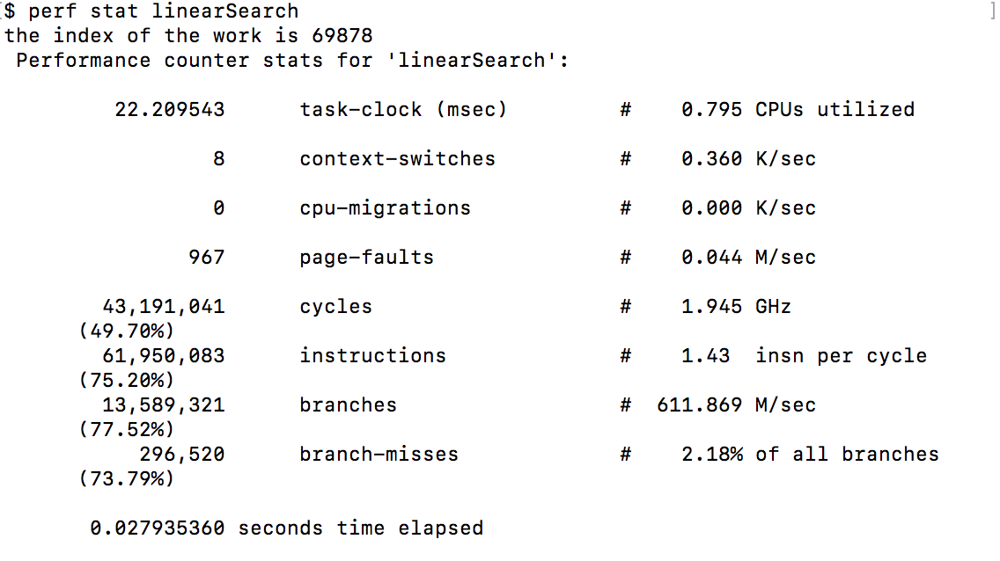 [$ perf stat linearSearch ]
the index of the work is 69878
Performance counter stats for 'linearSearch':
22.209543 task-clock (msec) # 0.795 CPUs utilized
8 context-switches # 0.360 K/sec
0 cpu-migrations # 0.000 K/sec
967 page-faults # 0.044 M/sec
43,191,041 cycles # 1.945 GHz
(49.70%)
61,950,083 instructions # 1.43 insn per cycle
(75.20%)
13,589,321 branches # 611.869 M/sec
(77.52%)
296,520 branch-misses # 2.18% of all branches
(73.79%)
0.027935360 seconds time elapsed